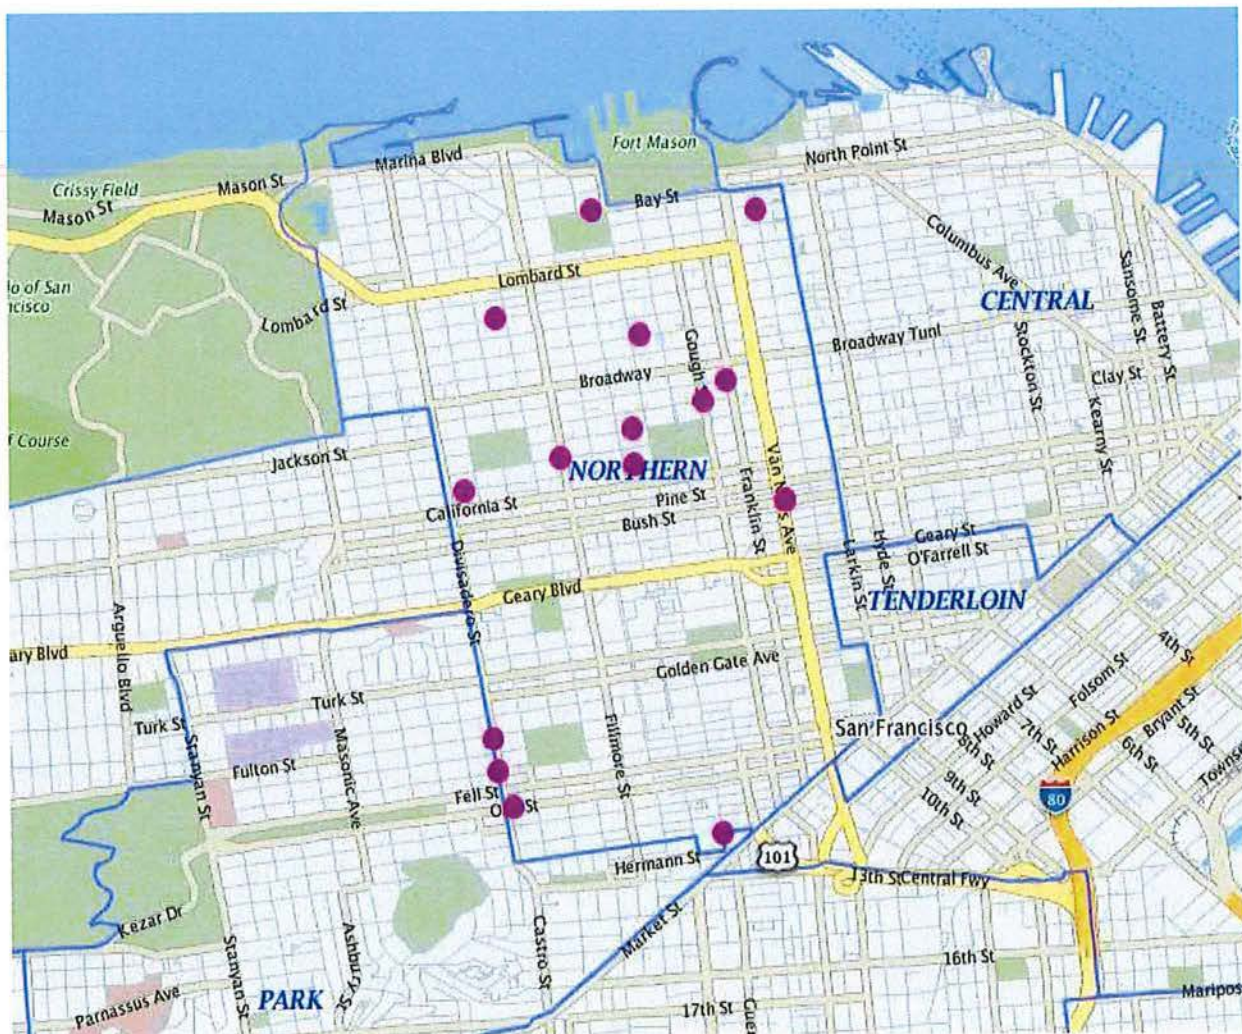 Fort Mason
North Point St
Marina Blvd
Crissy Field
Mason St
Mason St
Bay St
Columbus Ave
Lombard St
Sansome St
Battery St
CENTRAL
Lombard St
Stockton St
Broadway Tunl
Gough
Broadway
Clay St
Kearny St
Jackson St
Van Ness Ave
NORTHERN
Franklin St
Pine St
California St
Bush St
Hyde St
Larkin St
Geary St
O'Farrell St
Divisadero St
Geary Blvd
TENDERLOIN
Arguello Blvd
ary Blvd
4th St
Golden Gate Ave
Folsom St
Turk St
Howard St
Bryant St
Turk St
Stanyan St
Masonic Ave
Fillmore St
San Francisco
Harrison St
8th St
7th St
6th St
5th St
Fulton St
9th St
10th St
80
Fell St
Hermann St
101
13th St
Central Fwy
Kezar Dr
Market St
Castro St
Stanyan St
Ashbury St
16th St
PARK
Parnassus Ave
17th St
Maripos